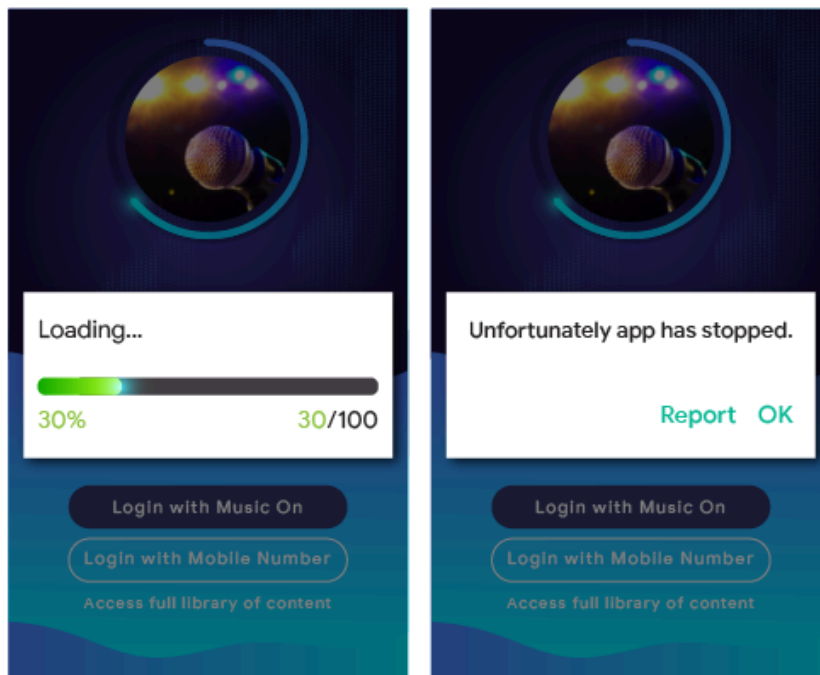 Loading...
30%
30/100
Login with Music On
Login with Mobile Number
Access full library of content
Unfortunately app has stopped.
Report OK
Login with Music On
Login with Mobile Number
Access full library of content